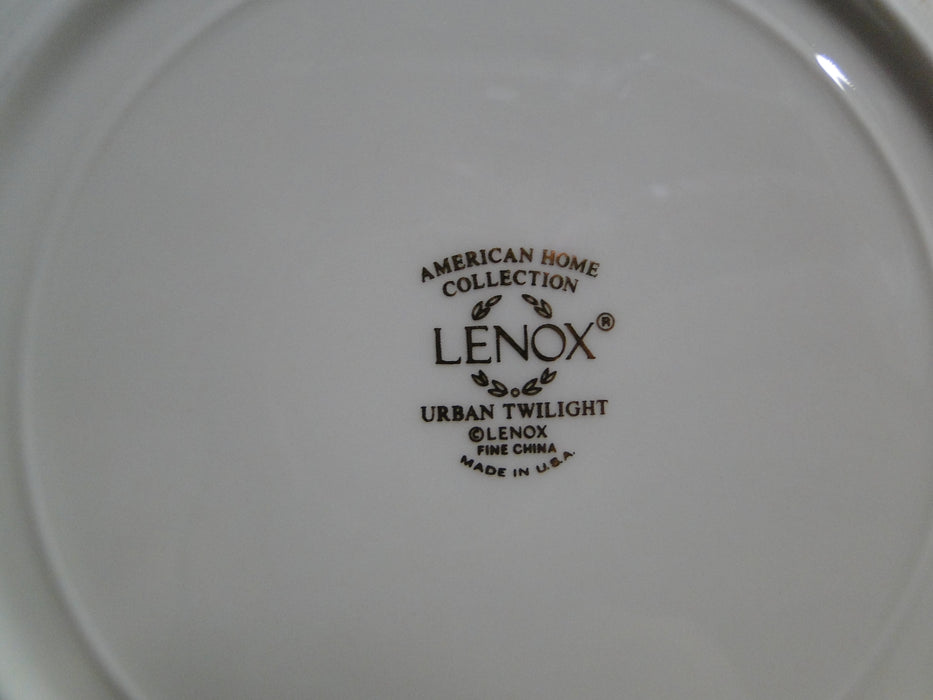 AMERICAN HOME
COLLECTION
LENOX®
URBAN TWILIGHT
©LENOX
FINE CHINA
MADE IN U.S.A.